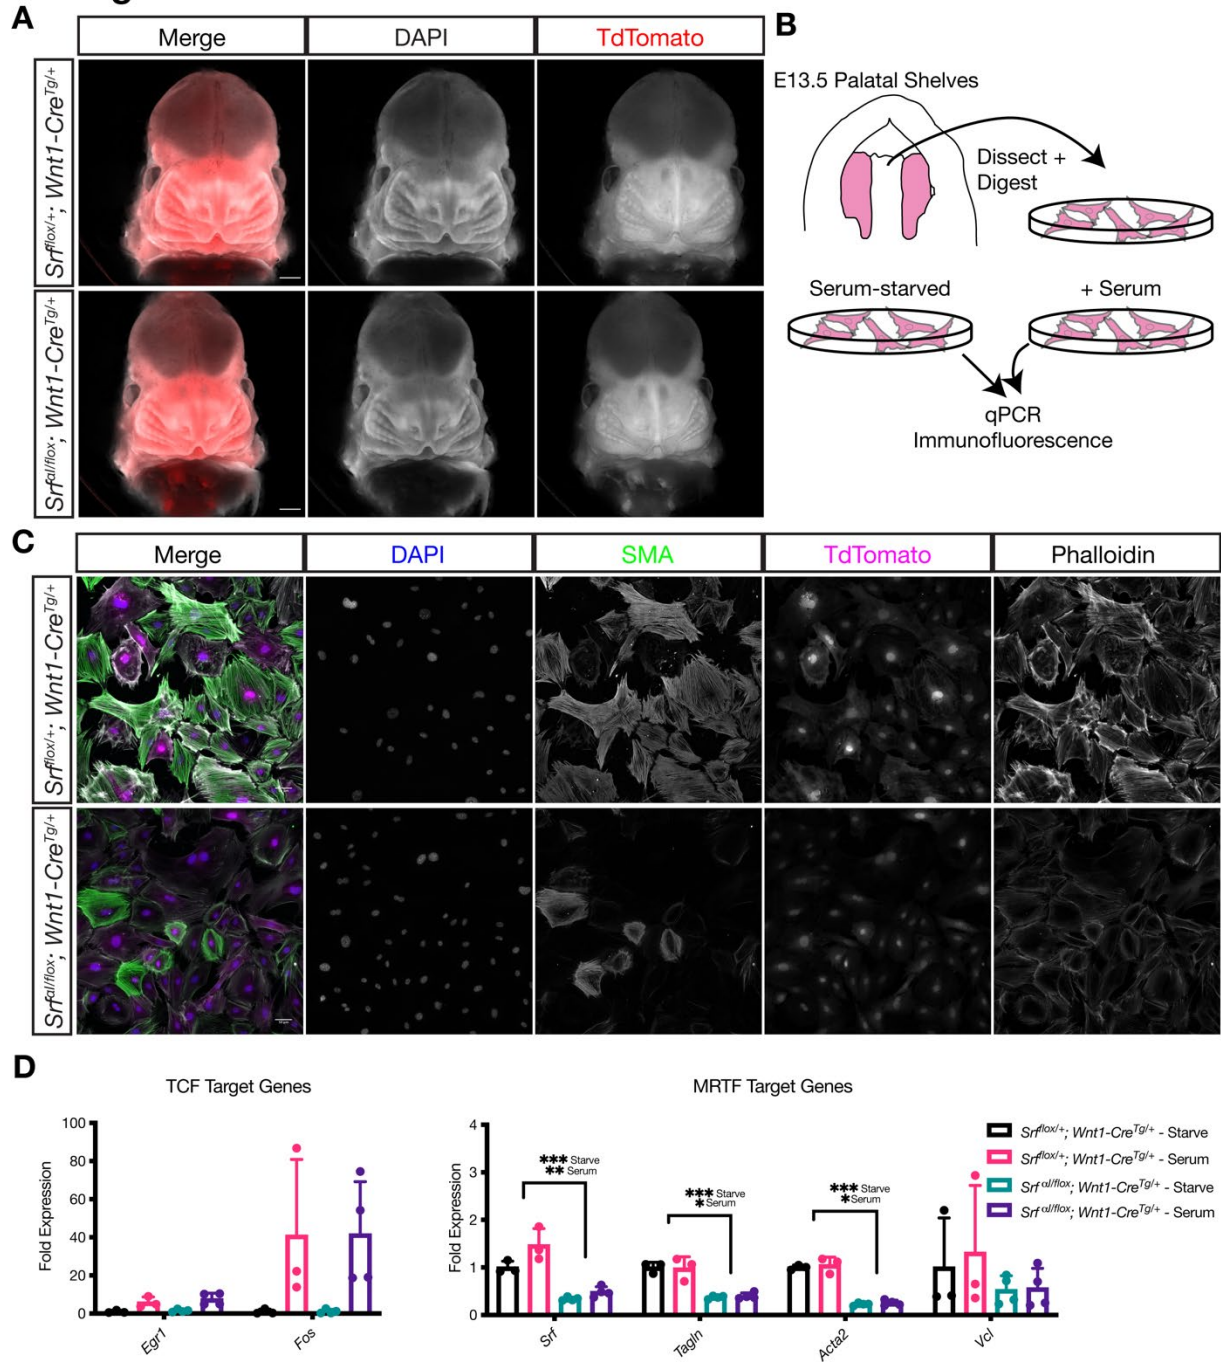 A
Merge
DAPI
TdTomato
Srf^flox/+; Wnt1-Cre^Tg/+
Srf^aI/flox; Wnt1-Cre^Tg/+
B
E13.5 Palatal Shelves
Dissect +
Digest
Serum-starved
+ Serum
qPCR
Immunofluorescence
C
Merge
DAPI
SMA
TdTomato
Phalloidin
Srf^flox/+; Wnt1-Cre^Tg/+
Srf^aI/flox; Wnt1-Cre^Tg/+
D
TCF Target Genes
Fold Expression
100
80
60
40
20
0
Egr1
Fos
MRTF Target Genes
Fold Expression
4
3
2
1
0
*** Starve
** Serum
*** Starve
* Serum
*** Starve
* Serum
Srf
Tagln
Acta2
Vcl
Srf^flox/+; Wnt1-Cre^Tg/+ - Starve
Srf^flox/+; Wnt1-Cre^Tg/+ - Serum
Srf^αI/flox; Wnt1-Cre^Tg/+ - Starve
Srf^αI/flox; Wnt1-Cre^Tg/+ - Serum